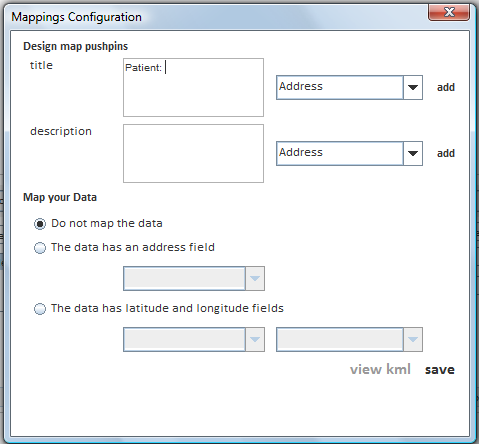 Mappings Configuration
Design map pushpins
title
Patient:
Address
add
description
Address
add
Map your Data
Do not map the data
The data has an address field
The data has latitude and longitude fields
view kml save